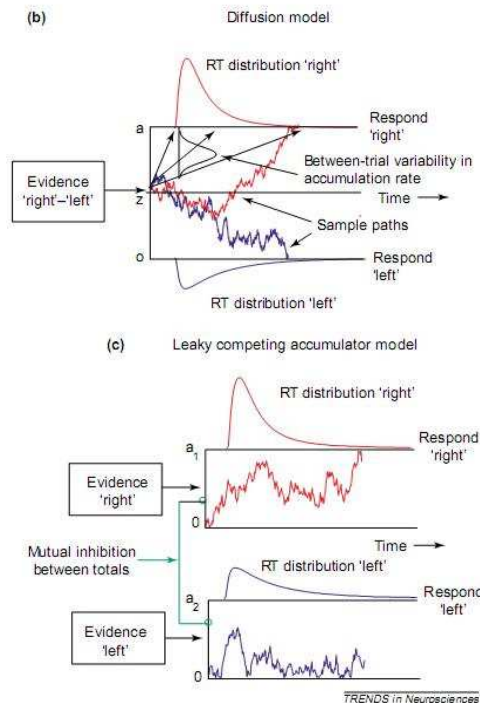 (b) Diffusion model
RT distribution 'right'
a
Respond
'right'
Between-trial variability in
accumulation rate
Evidence
'right'–'left'
z
Time
Sample paths
o
Respond
'left'
RT distribution 'left'
(c) Leaky competing accumulator model
RT distribution 'right'
a1
Respond
'right'
Evidence
'right'
0
Time
Mutual inhibition
between totals
RT distribution 'left'
a2
Respond
'left'
Evidence
'left'
0
TRENDS in Neurosciences